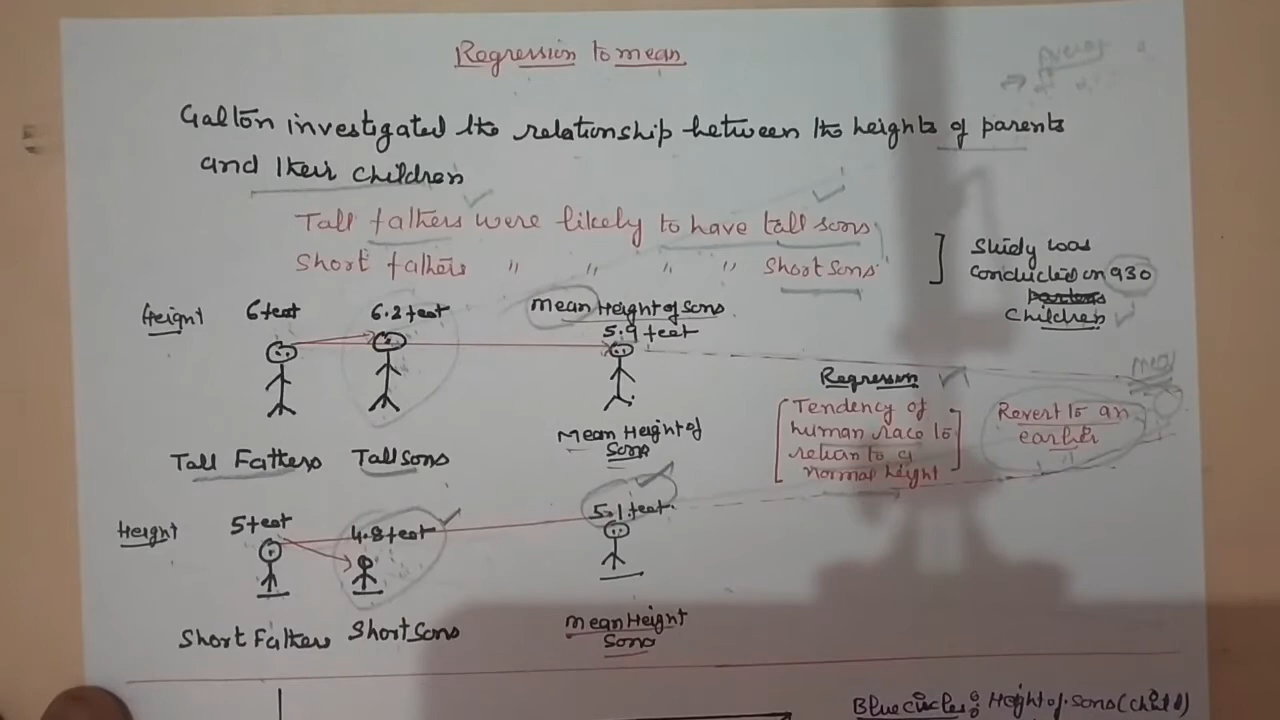 Regression to mean
Galton investigated the relationship between the heights of parents
and their children
Tall fathers were likely to have tall sons
Short fathers " " " " Short sons
Study was
conducted on 930
Children
Height
6 feet
6.2 feet
mean Height of sons
5.9 feet
Tall Fathers
Tall sons
Mean Height of
Sons
Regression
Tendency of
human race to
return to a
normal height
Revert to an
earlier
Height
5 feet
4.8 feet
5.1 feet
Short Fathers
Short sons
mean Height
Sons
Blue circles: Height of sons (child)